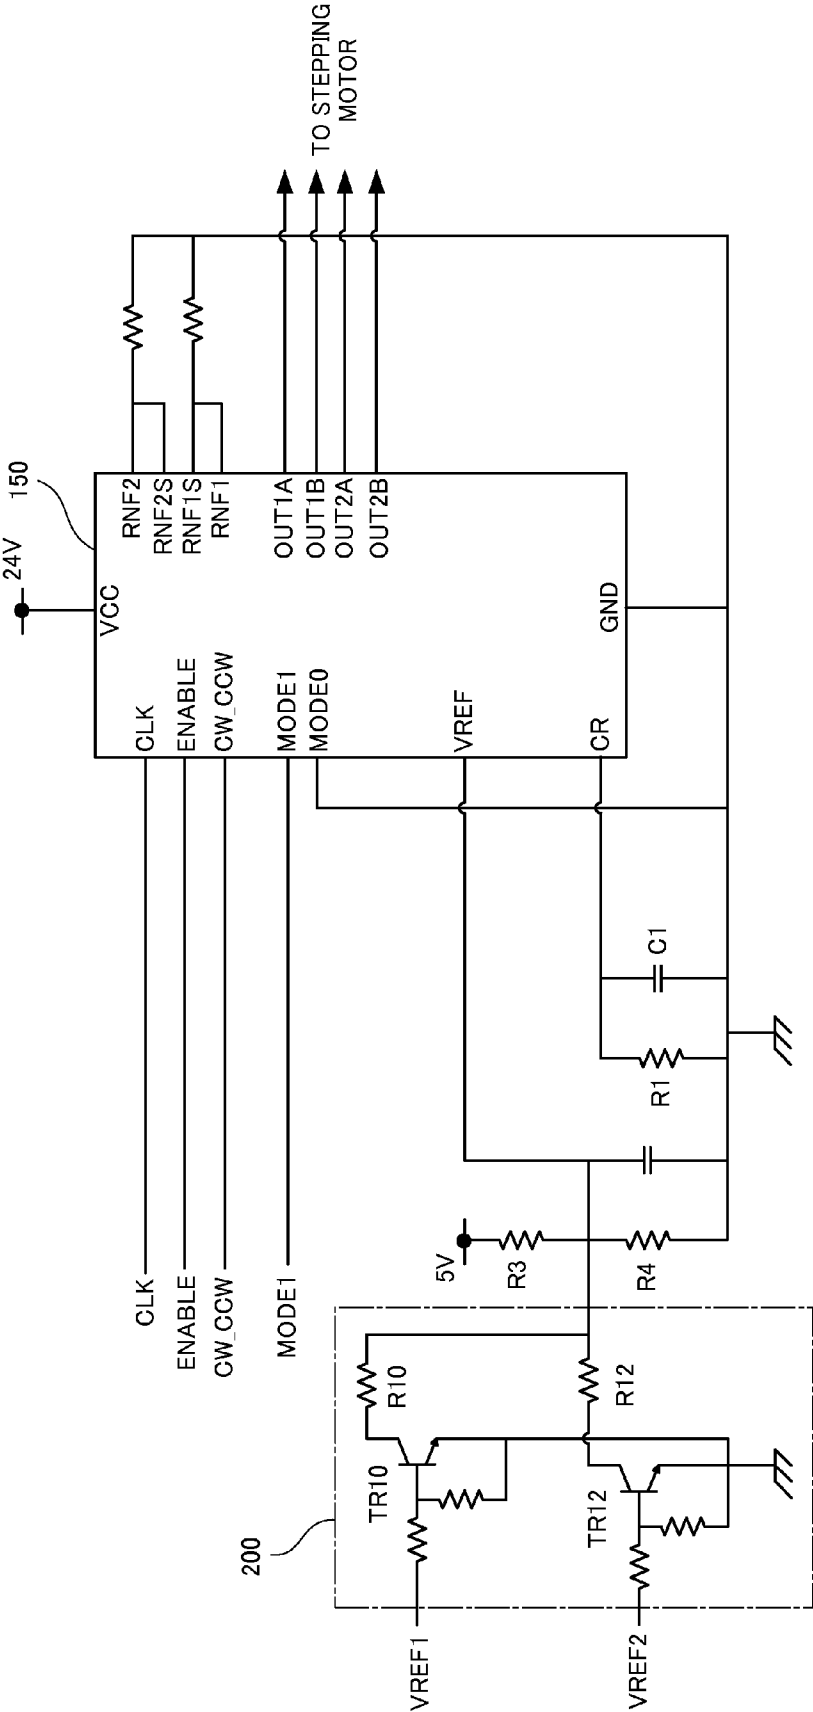 24V
150
VCC
CLK
ENABLE
CW_CCW
MODE1
MODE0
VREF
CR
GND
RNF2
RNF2S
RNF1S
RNF1
OUT1A
OUT1B
OUT2A
OUT2B
TO STEPPING
MOTOR
CLK
ENABLE
CW_CCW
MODE1
5V
R3
R4
R1
C1
200
VREF1
TR10
R10
VREF2
TR12
R12